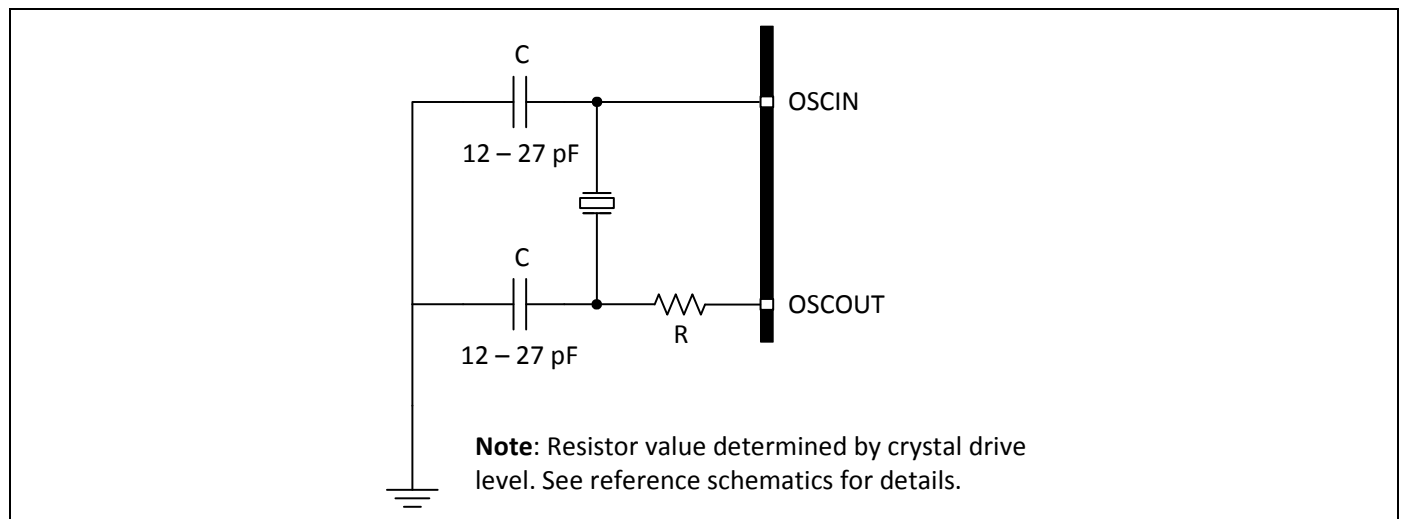 C
OSCIN
12 – 27 pF
C
OSCOUT
R
12 – 27 pF
Note: Resistor value determined by crystal drive
level. See reference schematics for details.